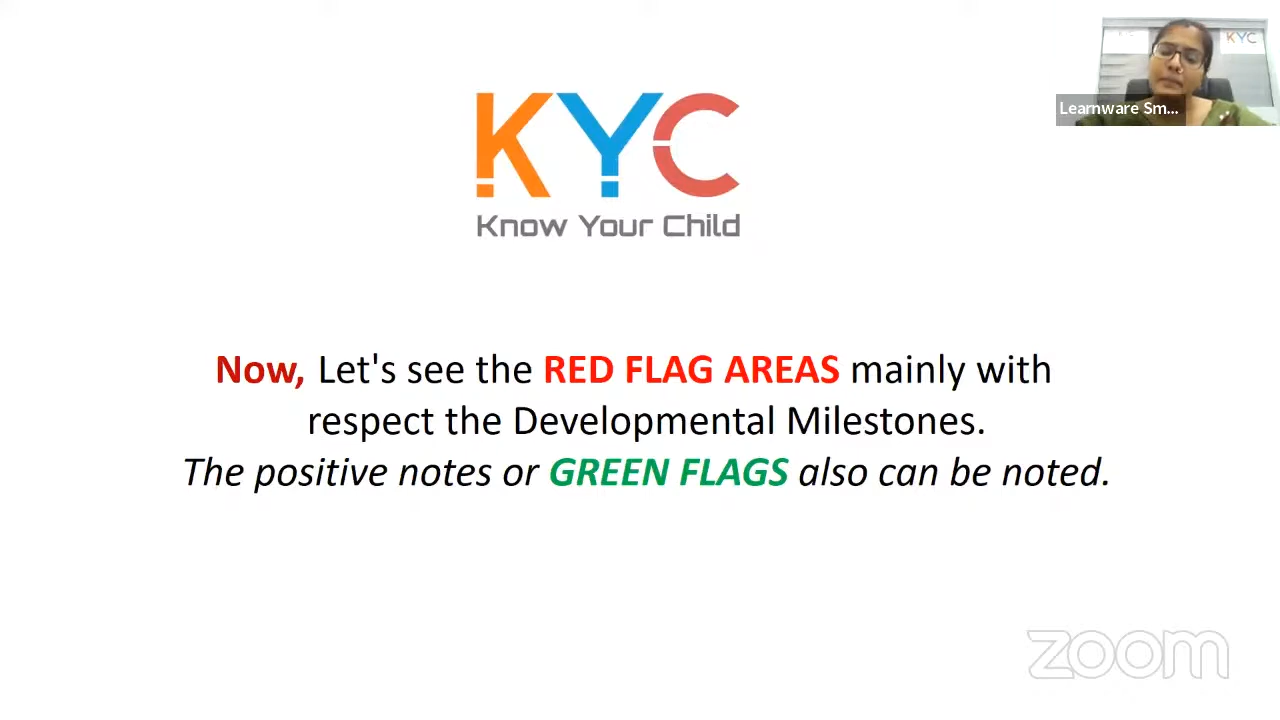 KYC
Learnware Sm...
KYC
Know Your Child
Now, Let's see the RED FLAG AREAS mainly with
respect the Developmental Milestones.
The positive notes or GREEN FLAGS also can be noted.
zoom